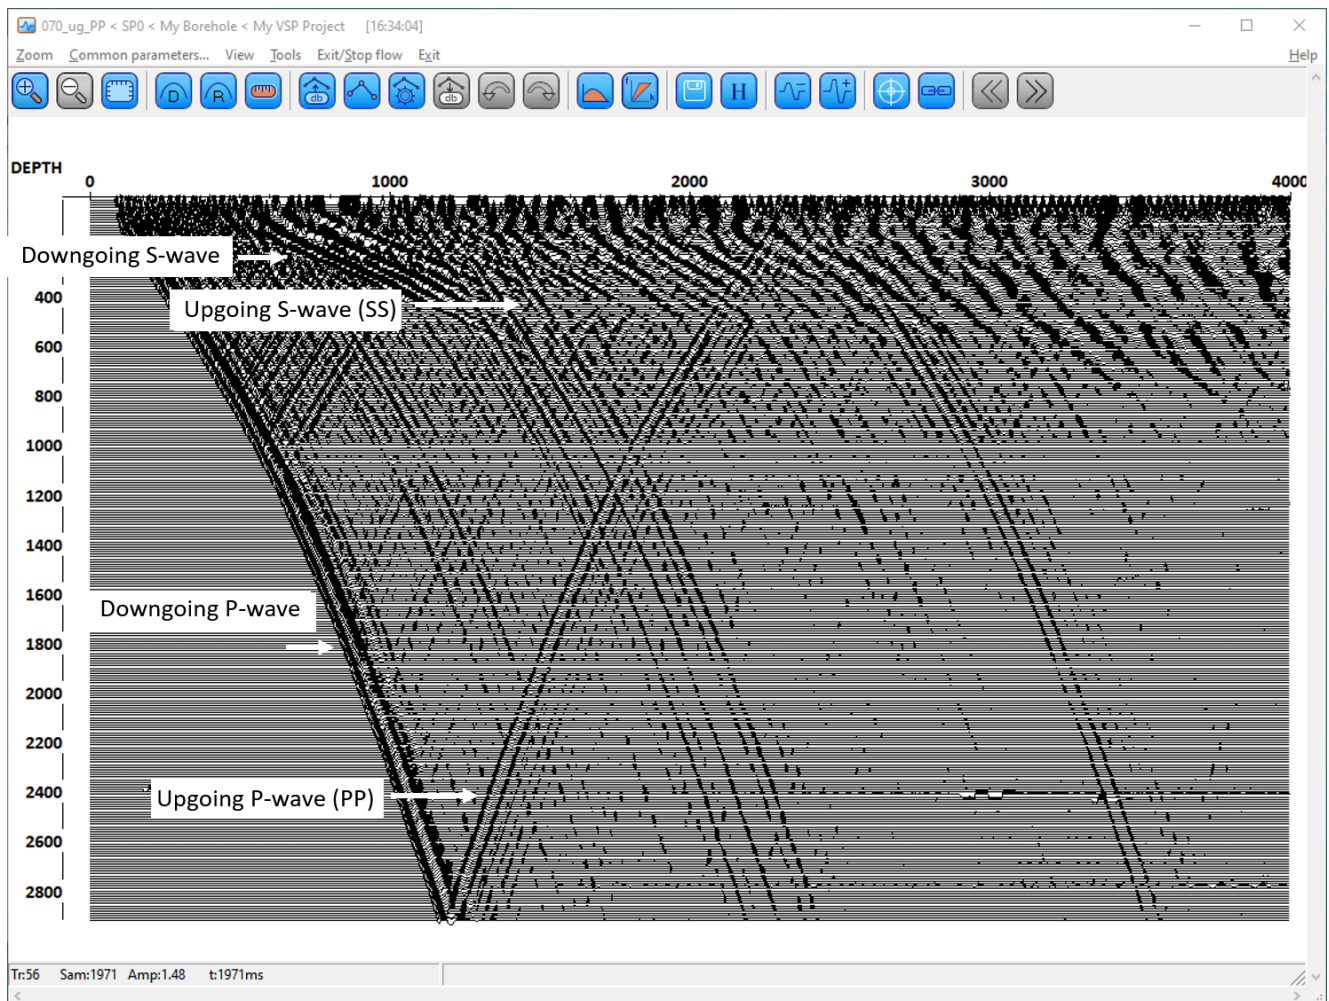 070_ug_PP < SP0 < My Borehole < My VSP Project [16:34:04]
Zoom Common parameters... View Tools Exit/Stop flow Exit Help
D R db db f k H
DEPTH
0 1000 2000 3000 4000
Downgoing S-wave
400
Upgoing S-wave (SS)
600
800
1000
1200
1400
1600
Downgoing P-wave
1800
2000
2200
2400
Upgoing P-wave (PP)
2600
2800
Tr:56 Sam:1971 Amp:1.48 t:1971ms